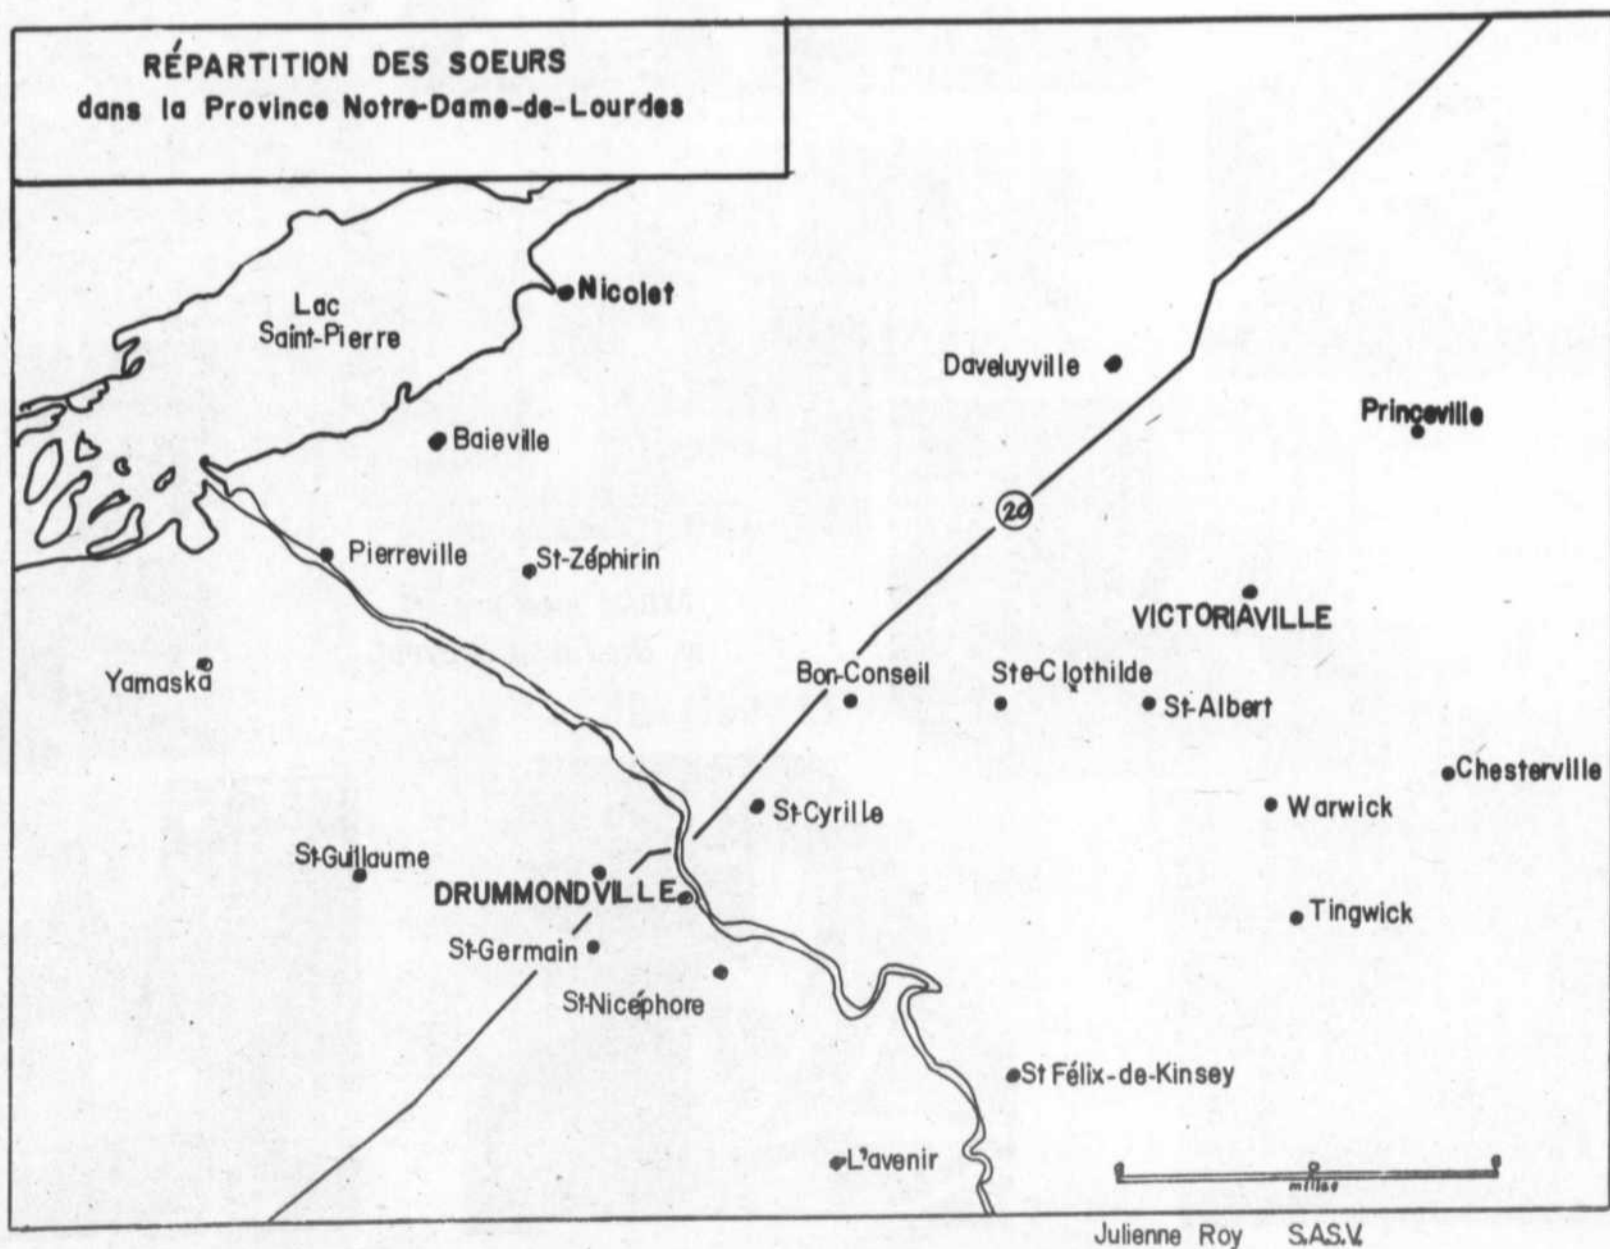 RÉPARTITION DES SOEURS
dans la Province Notre-Dame-de-Lourdes
Nicolet
Lac
Saint-Pierre
Daveluyville
Princeville
Baieville
20
Pierreville
St-Zéphirin
VICTORIAVILLE
Yamaska
Bon-Conseil
Ste-Clothilde
St-Albert
Chesterville
St-Cyrille
Warwick
St-Guillaume
DRUMMONDVILLE
Tingwick
St-Germain
St-Nicéphore
St Félix-de-Kinsey
L'avenir
milles
Julienne Roy S.A.S.V.